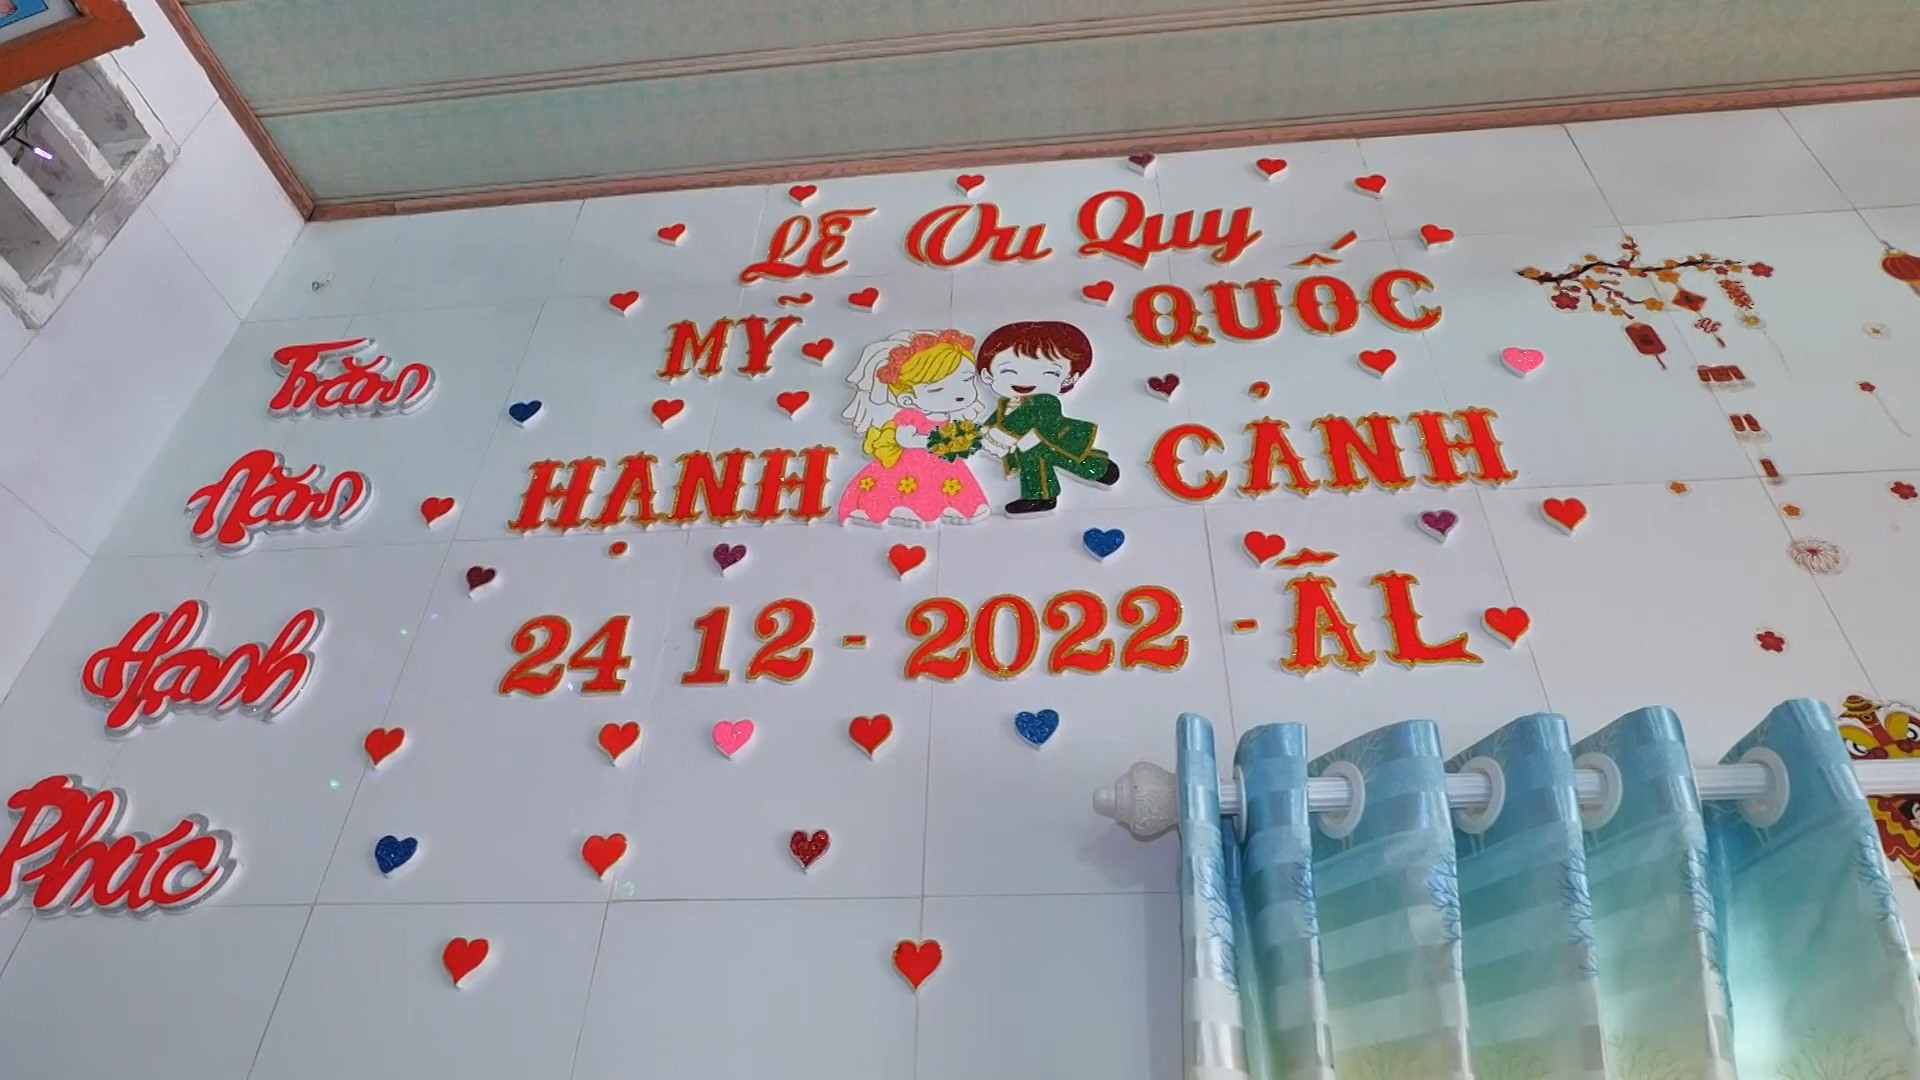 Lễ Vu Quy
MỸ QUỐC
HẠNH CẢNH
24 12 - 2022 - ÂL
Trăm
Năm
Hạnh
Phúc